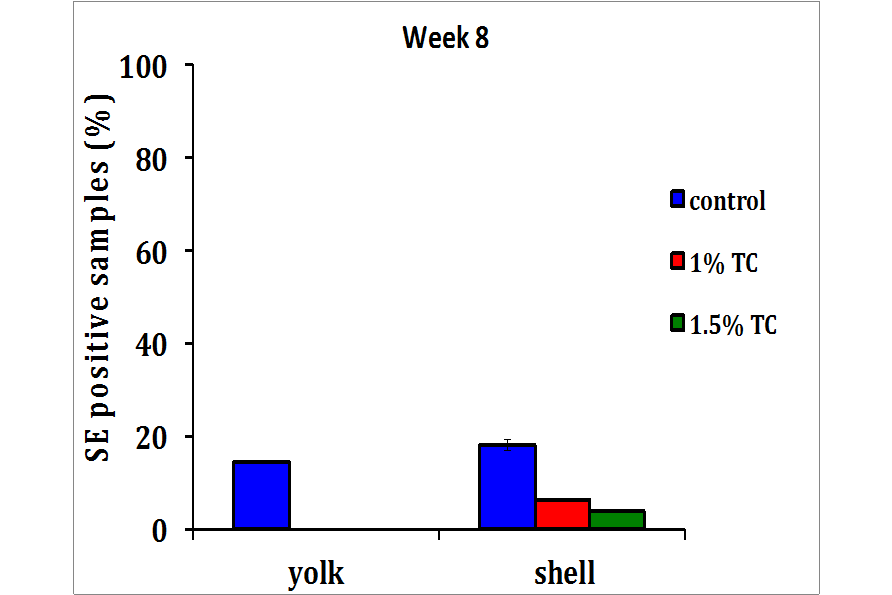 Week 8
SE positive samples (%)
100
80
60
40
20
0
yolk
shell
control
1% TC
1.5% TC